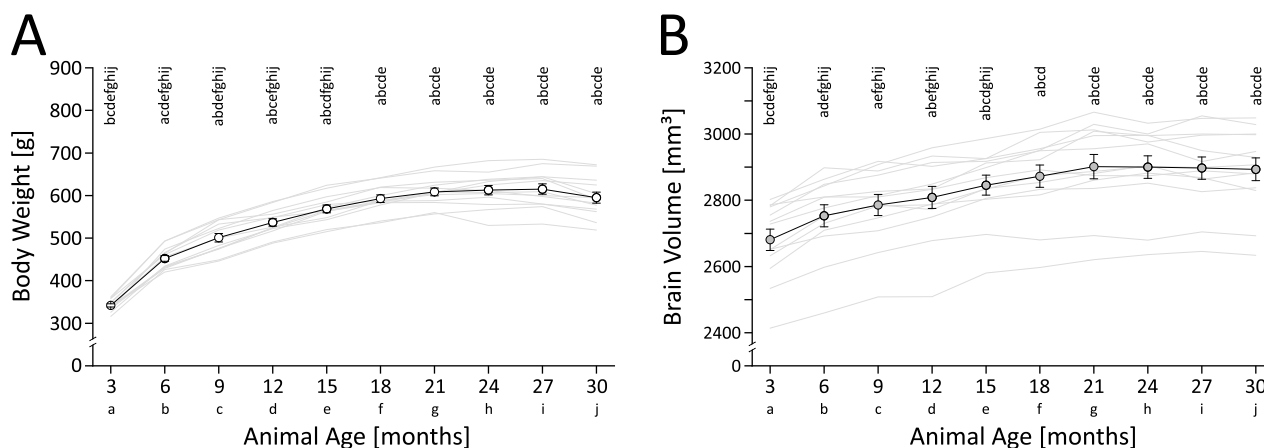 A
Body Weight [g]
900
800
700
600
500
400
300
0
bcdefghij
acdefghij
abdefghij
abcefghij
abcdfghij
abcde
abcde
abcde
abcde
abcde
3 6 9 12 15 18 21 24 27 30
a b c d e f g h i j
Animal Age [months]
B
Brain Volume [mm³]
3200
3000
2800
2600
2400
0
bcdefghij
adefghij
aefghij
abefghij
abcdghij
abcd
abcde
abcde
abcde
abcde
3 6 9 12 15 18 21 24 27 30
a b c d e f g h i j
Animal Age [months]